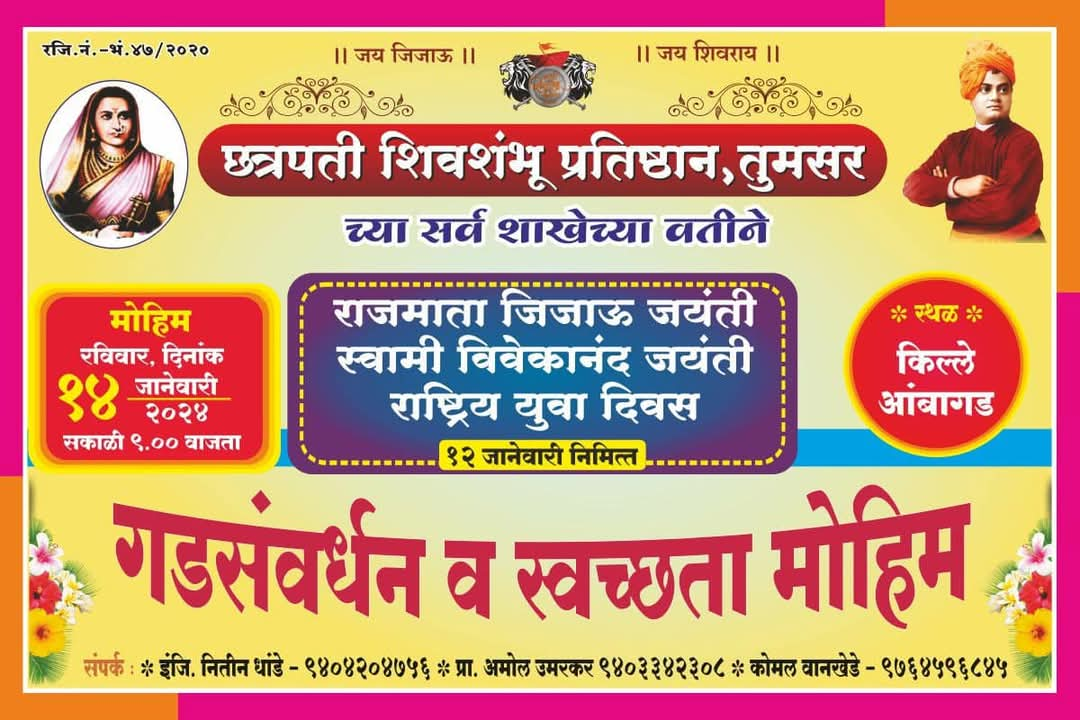 रजि.नं.-भं.४७/२०२०
|| जय जिजाऊ ||
|| जय शिवराय ||
छत्रपती शिवशंभू प्रतिष्ठान,तुमसर
च्या सर्व शाखेच्या वतीने
मोहिम
रविवार, दिनांक
१४ जानेवारी
२०२४
सकाळी ९.०० वाजता
राजमाता जिजाऊ जयंती
स्वामी विवेकानंद जयंती
राष्ट्रिय युवा दिवस
१२ जानेवारी निमित्त
* स्थळ *
किल्ले
आंबागड
गडसंवर्धन व स्वच्छता मोहिम
संपर्क : * इंजि. नितीन धांडे - ९४०४२०४७५६ * प्रा. अमोल उमरकर ९४०३३४२३०८ * कोमल वानखेडे - ९७६४५९६८४५